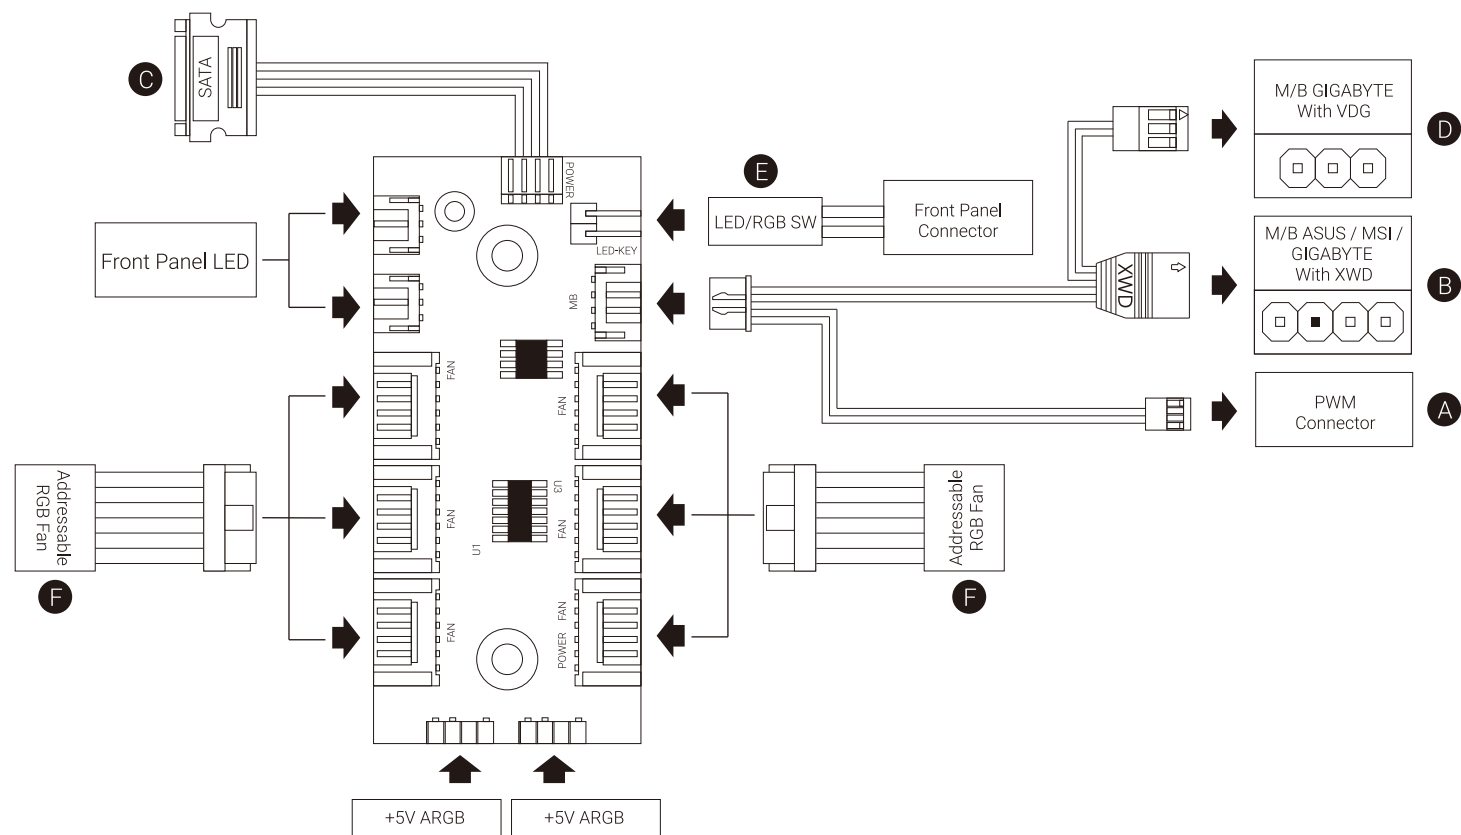 C
SATA
POWER
Front Panel LED
E
LED/RGB SW
Front Panel
Connector
LED-KEY
MB
XWD
M/B GIGABYTE
With VDG
D
M/B ASUS / MSI /
GIGABYTE
With XWD
B
PWM
Connector
A
FAN
FAN
Addressable
RGB Fan
F
FAN
U1
U3
FAN
FAN
FAN
POWER
Addressable
RGB Fan
F
+5V ARGB
+5V ARGB